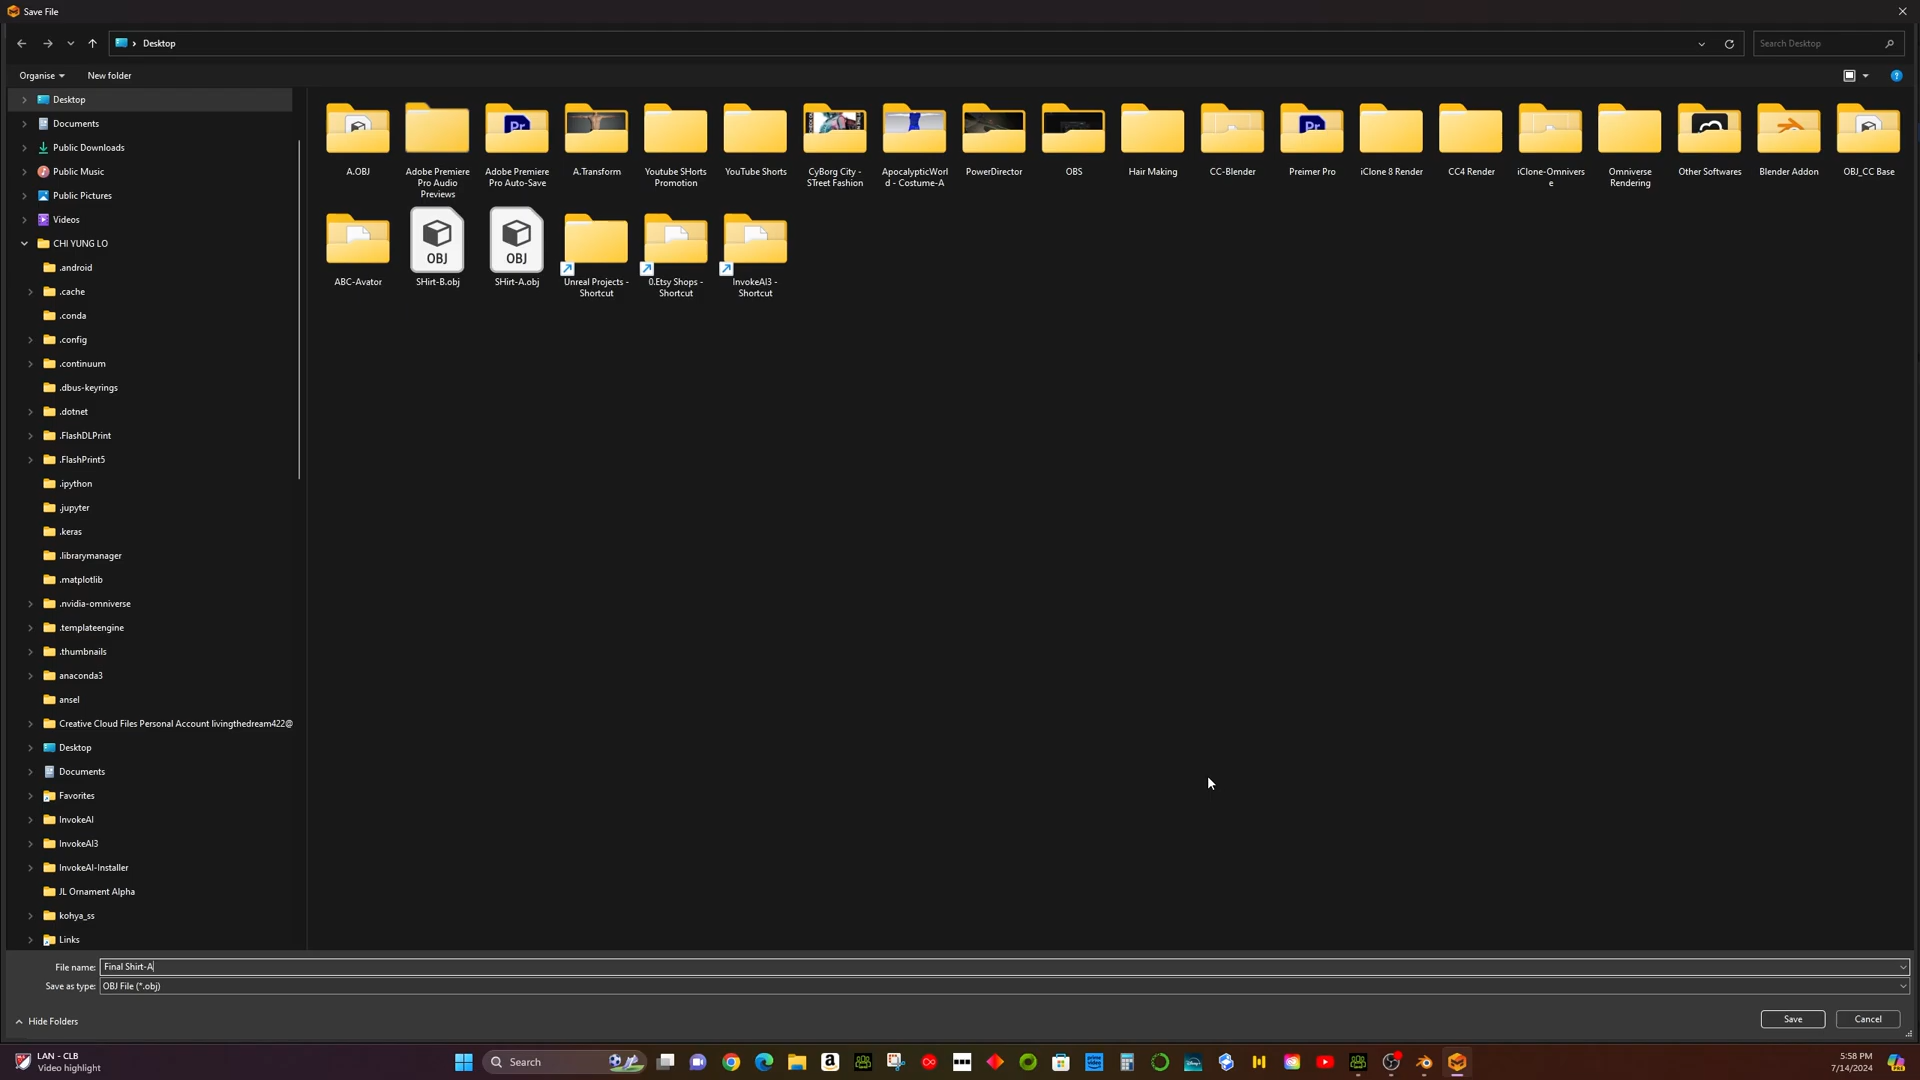 Save File
Desktop
Search Desktop
Organise
New folder
Desktop
Documents
Public Downloads
Public Music
Public Pictures
Videos
CHI YUNG LO
.android
.cache
.conda
.config
.continuum
.dbus-keyrings
.dotnet
.FlashDLPrint
.FlashPrint5
.ipython
.jupyter
.keras
.librarymanager
.matplotlib
.nvidia-omniverse
.templateengine
.thumbnails
anaconda3
ansel
Creative Cloud Files Personal Account livingthedream422@
Desktop
Documents
Favorites
InvokeAI
InvokeAI3
InvokeAI-Installer
JL Ornament Alpha
kohya_ss
Links
A.OBJ
Adobe Premiere
Pro Audio
Previews
Adobe Premiere
Pro Auto-Save
A.Transform
Youtube SHorts
Promotion
YouTube Shorts
CyBorg City -
STreet Fashion
ApocalypticWorl
d - Costume-A
PowerDirector
OBS
Hair Making
CC-Blender
Preimer Pro
iClone 8 Render
CC4 Render
iClone-Omnivers
e
Omniverse
Rendering
Other Softwares
Blender Addon
OBJ_CC Base
ABC-Avator
OBJ
SHirt-B.obj
OBJ
SHirt-A.obj
Unreal Projects -
Shortcut
0.Etsy Shops -
Shortcut
InvokeAI3 -
Shortcut
File name: Final Shirt-A
Save as type: OBJ File (*.obj)
Hide Folders
Save
Cancel
LAN - CLB
Video highlight
Search
5:58 PM
7/14/2024